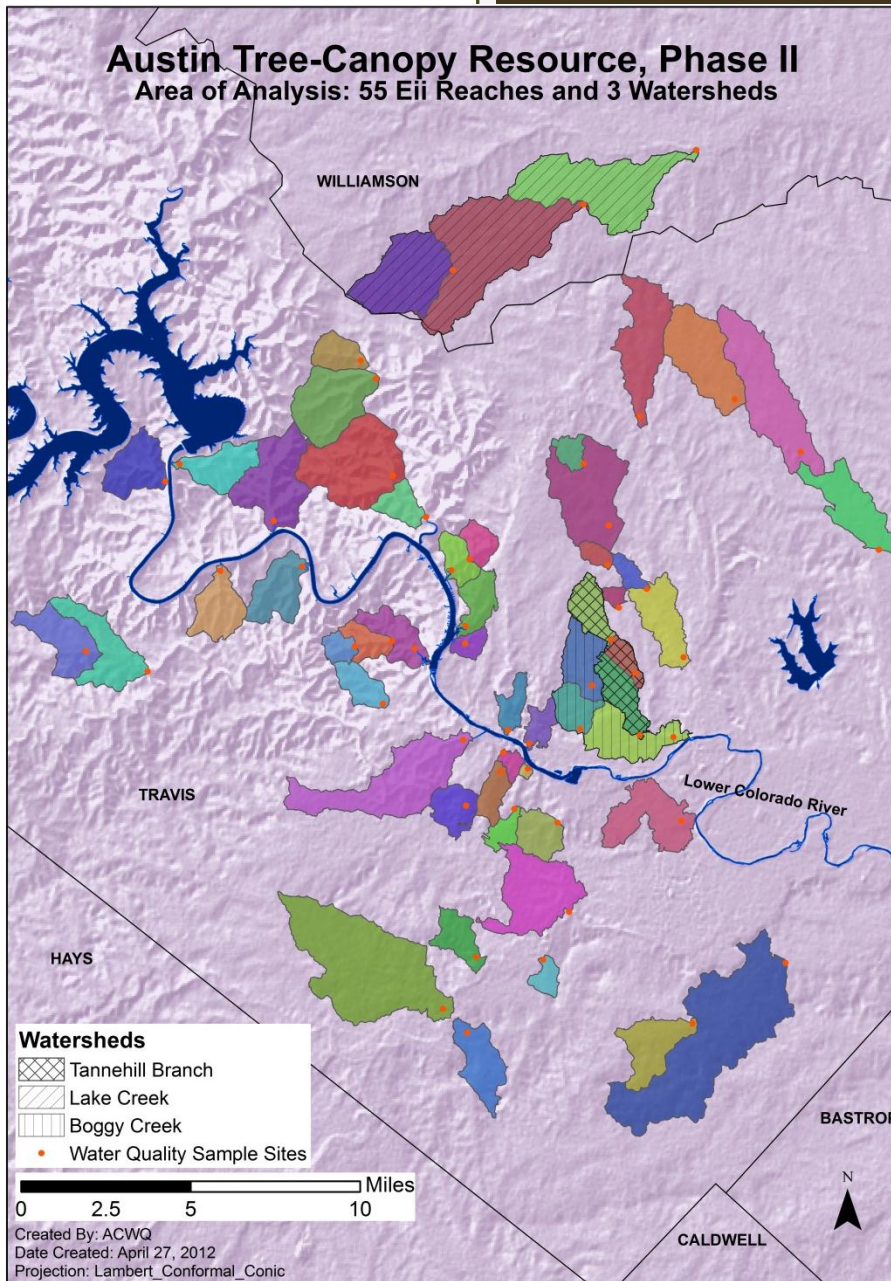 Austin Tree-Canopy Resource, Phase II
Area of Analysis: 55 Eii Reaches and 3 Watersheds
WILLIAMSON
TRAVIS
Lower Colorado River
HAYS
Watersheds
Tannehill Branch
Lake Creek
Boggy Creek
Water Quality Sample Sites
BASTROP
Miles
0 2.5 5 10
N
CALDWELL
Created By: ACWQ
Date Created: April 27, 2012
Projection: Lambert_Conformal_Conic